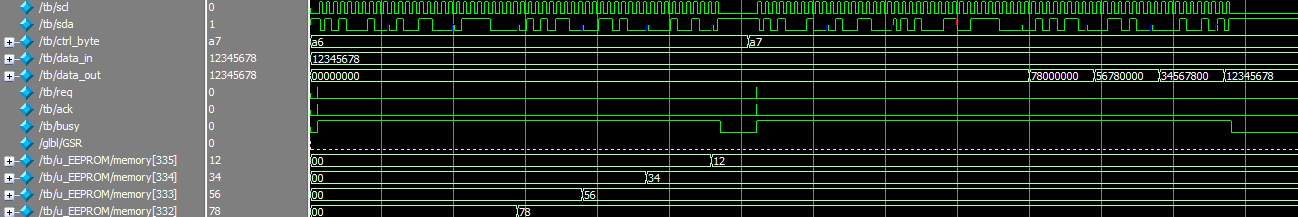 /tb/scl 0
/tb/sda 1
/tb/ctrl_byte a7 a6 a7
/tb/data_in 12345678 12345678
/tb/data_out 12345678 00000000 78000000 56780000 34567800 12345678
/tb/req 0
/tb/ack 0
/tb/busy 0
/glbl/GSR 0
/tb/u_EEPROM/memory[335] 12 00 12
/tb/u_EEPROM/memory[334] 34 00 34
/tb/u_EEPROM/memory[333] 56 00 56
/tb/u_EEPROM/memory[332] 78 00 78